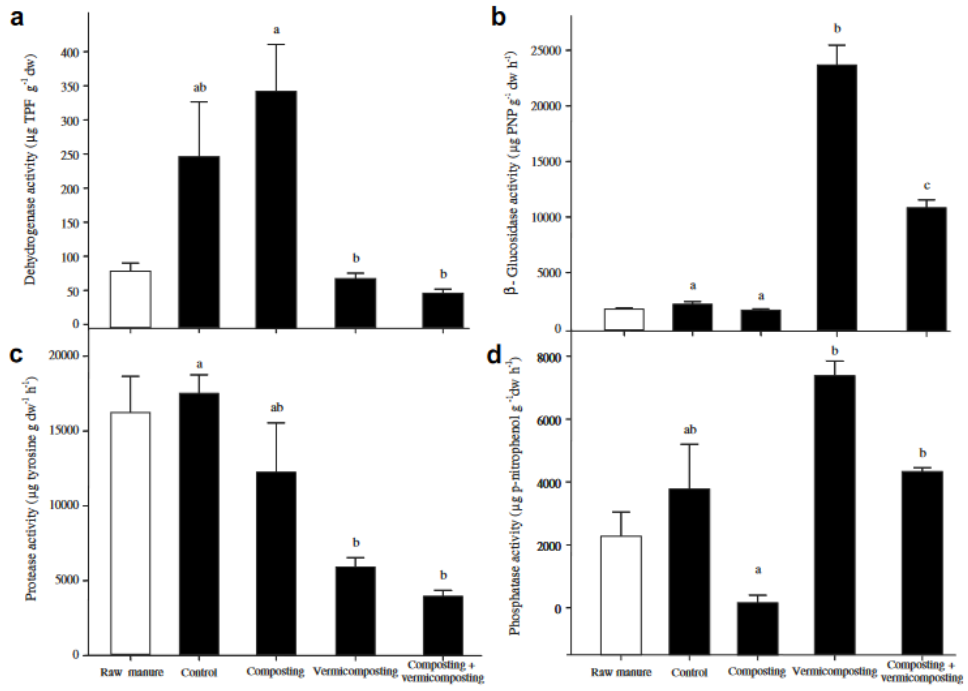 a
Dehydrogenase activity (µg TPF g⁻¹ dw)
400
350
300
250
200
150
100
50
0
ab
a
b
b
b
β- Glucosidase activity (µg PNP g⁻¹ dw h⁻¹)
25000
20000
15000
10000
5000
0
a
a
b
c
c
Protease activity (µg tyrosine g dw⁻¹ h⁻¹)
20000
15000
10000
5000
0
a
ab
b
b
Raw manure
Control
Composting
Vermicomposting
Composting +
vermicomposting
d
Phosphatase activity (µg p-nitrophenol g⁻¹dw h⁻¹)
8000
6000
4000
2000
0
ab
a
b
b
Raw manure
Control
Composting
Vermicomposting
Composting +
vermicomposting